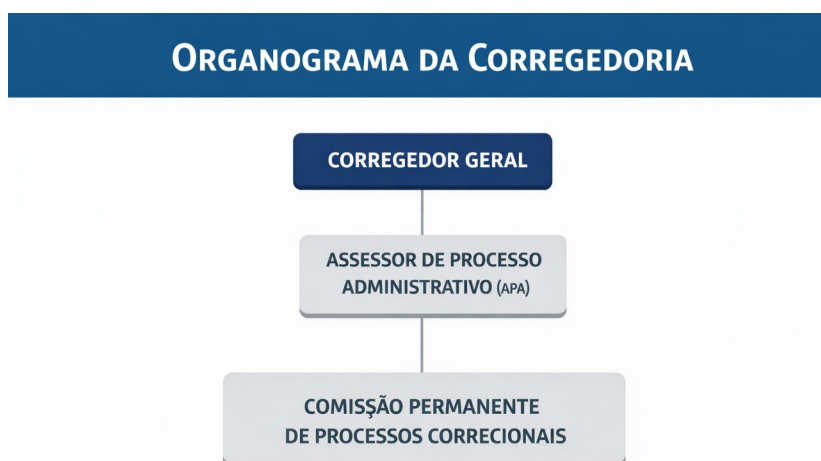 ORGANOGRAMA DA CORREGEDORIA
CORREGEDOR GERAL
ASSESSOR DE PROCESSO
ADMINISTRATIVO (APA)
COMISSÃO PERMANENTE
DE PROCESSOS CORRECIONAIS